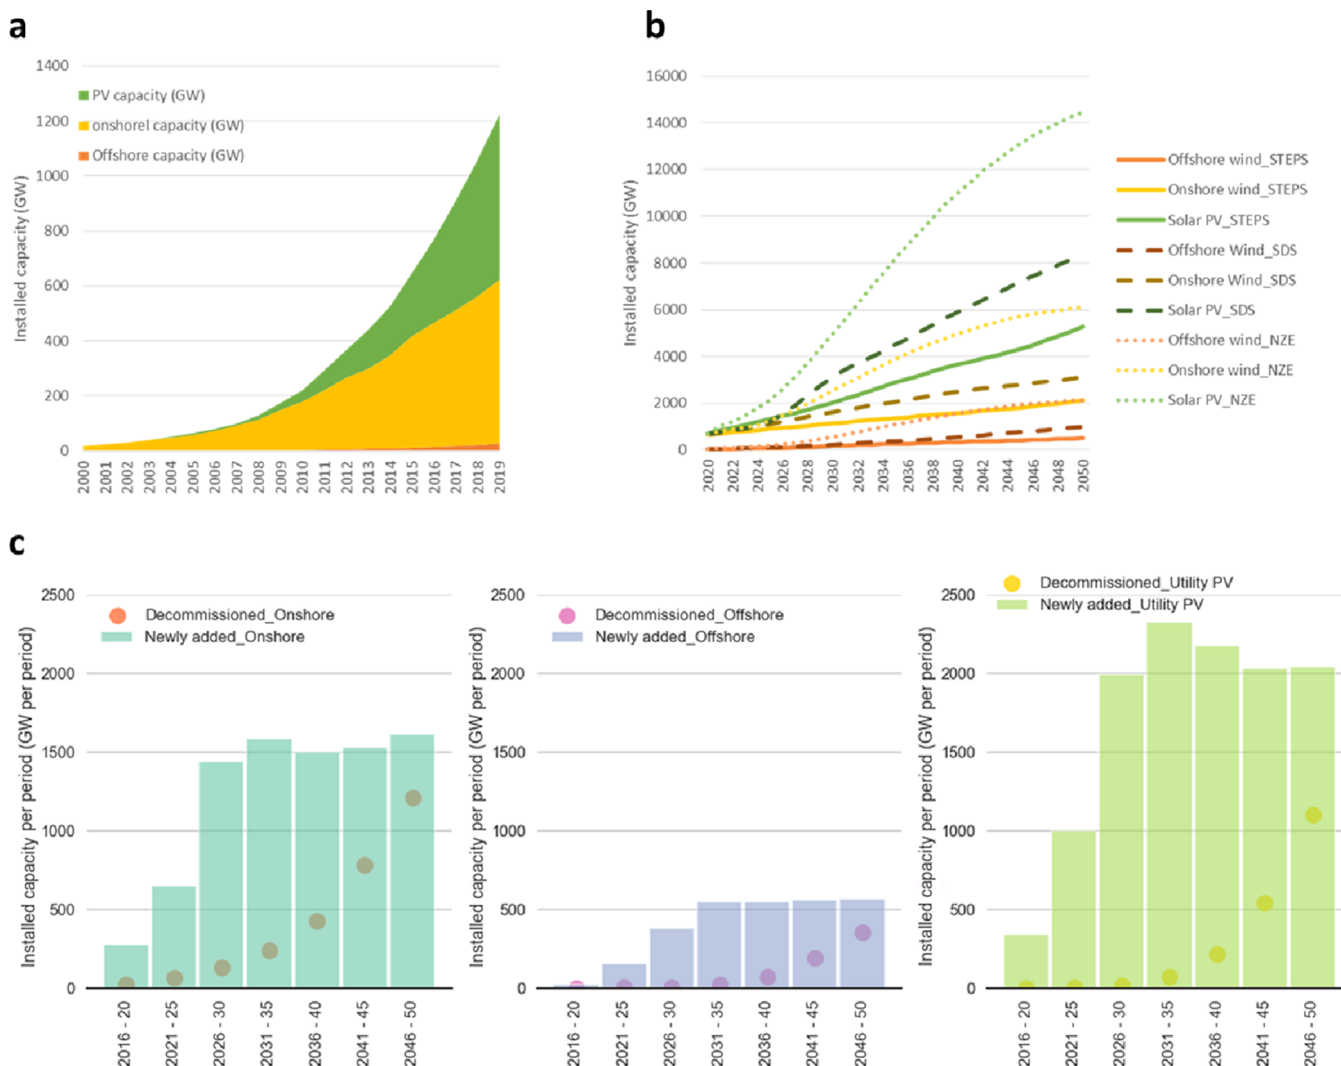 a
Installed capacity (GW)
1400
1200
1000
800
600
400
200
0
PV capacity (GW)
onshorel capacity (GW)
Offshore capacity (GW)
2000 2001 2002 2003 2004 2005 2006 2007 2008 2009 2010 2011 2012 2013 2014 2015 2016 2017 2018 2019
b
Installed capacity (GW)
16000
14000
12000
10000
8000
6000
4000
2000
0
2020 2022 2024 2026 2028 2030 2032 2034 2036 2038 2040 2042 2044 2046 2048 2050
Offshore wind_STEPS
Onshore wind_STEPS
Solar PV_STEPS
Offshore Wind_SDS
Onshore Wind_SDS
Solar PV_SDS
Offshore wind_NZE
Onshore wind_NZE
Solar PV_NZE
c
Installed capacity per period (GW per period)
2500
2000
1500
1000
500
0
Decommissioned_Onshore
Newly added_Onshore
2016 - 20 2021 - 25 2026 - 30 2031 - 35 2036 - 40 2041 - 45 2046 - 50
Installed capacity per period (GW per period)
2500
2000
1500
1000
500
0
Decommissioned_Offshore
Newly added_Offshore
2016 - 20 2021 - 25 2026 - 30 2031 - 35 2036 - 40 2041 - 45 2046 - 50
Installed capacity per period (GW per period)
2500
2000
1500
1000
500
0
Decommissioned_Utility PV
Newly added_Utility PV
2016 - 20 2021 - 25 2026 - 30 2031 - 35 2036 - 40 2041 - 45 2046 - 50